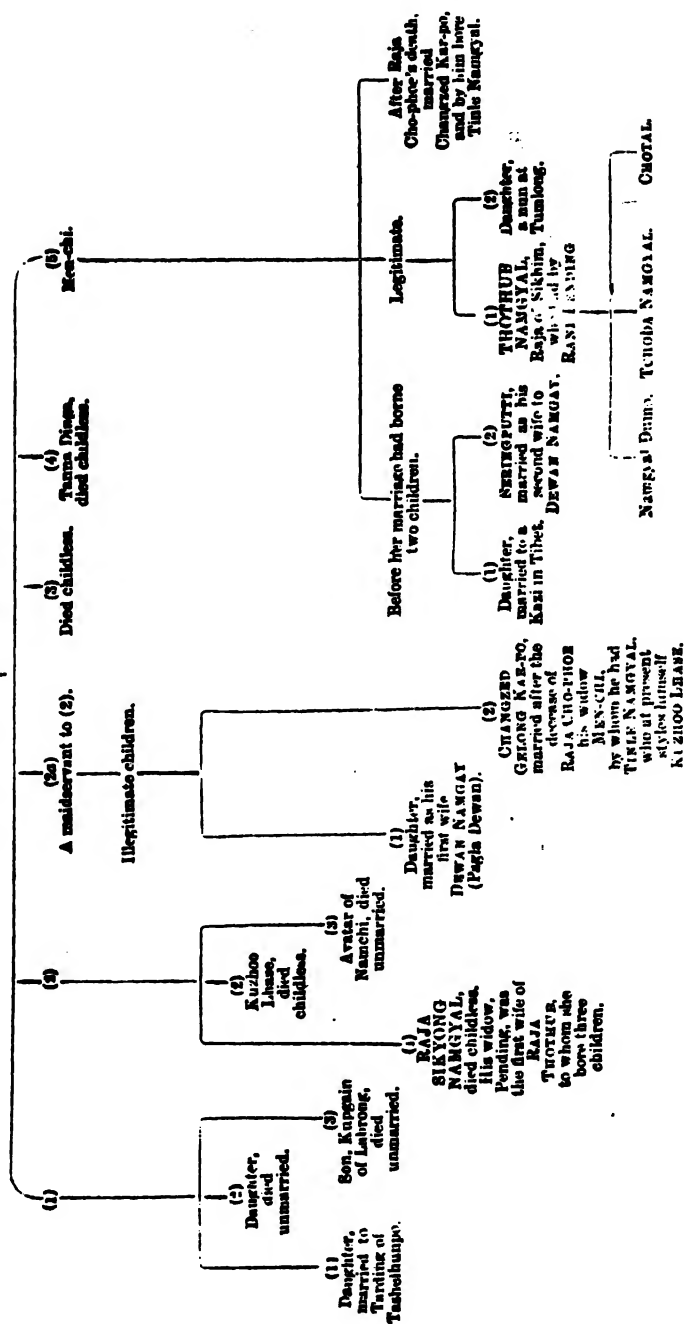 (1)
(1)
Daughter,
married to
Tarding of
Tashelhunpo.
(2)
Daughter,
died
unmarried.
(3)
Son, Kupgain
of Labrong,
died
unmarried.
(2)
(1)
RAJA
SIKYONG
NAMGYAL,
died childless.
His widow,
Pending, was
the first wife of
RAJA
THOTHUB,
to whom she
bore three
children.
(2)
Kuzhoo
Lhase,
died
childless.
(3)
Avatar of
Namchi, died
unmarried.
(2a)
A maidservant to (2).
Illegitimate children.
(1)
Daughter,
married as his
first wife
DEWAN NAMGAY
(Pagla Dewan).
(2)
CHANGZED
GELONG KAR-PO,
married after the
decease of
RAJA CHO-PHOE
his widow
MEN-CHI,
by whom he had
TINLE NAMGYAL,
who at present
styles himself
KUZHOO LHASE.
(3)
Died childless.
(4)
Tanma Dinga,
died childless.
(5)
Men-chi.
Before her marriage had borne
two children.
(1)
Daughter,
married to a
Kazi in Tibet.
(2)
SERINGPUTTI,
married as his
second wife to
DEWAN NAMGAY.
Legitimate.
(1)
THOTHUB
NAMGYAL,
Raja of Sikhim,
who had by
RANI PENDING
(2)
Daughter,
a nun at
Tumlong.
Namgyal Dumo. TCHODA NAMGYAL. CHOTAL.
After Raja
Cho-phoe's death,
married
Changzed Kar-po,
and by him bore
Tinle Namgyal.